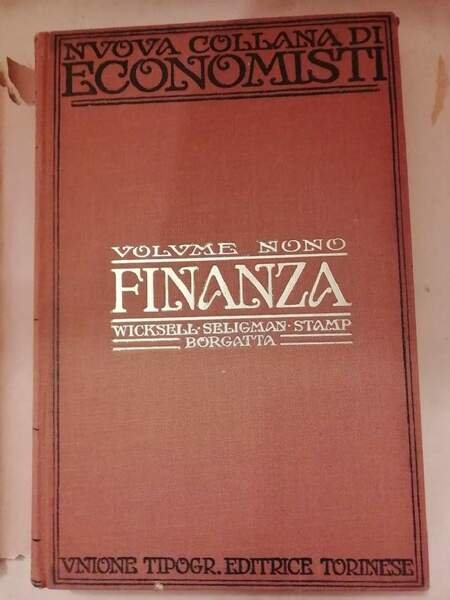 NVOVA COLLANA DI
ECONOMISTI
VOLVME NONO
FINANZA
WICKSELL·SELIGMAN·STAMP
BORGATTA
VNIONE TIPOGR. EDITRICE TORINESE